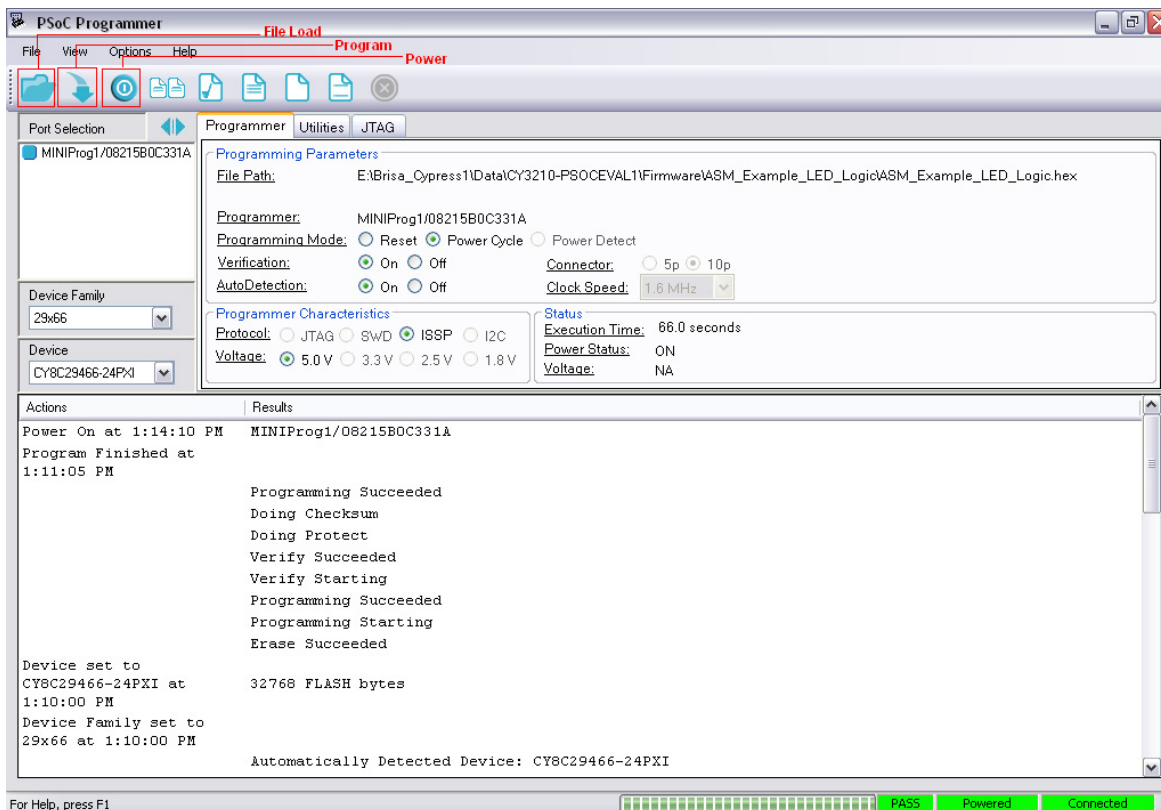 PSoC Programmer
File Load
File View Options Help
Program
Power
Port Selection
Programmer Utilities JTAG
MINIProg1/08215B0C331A
Programming Parameters
File Path: E:\Brisa_Cypress1\Data\CY3210-PSOCEVAL1\Firmware\ASM_Example_LED_Logic\ASM_Example_LED_Logic.hex
Programmer: MINIProg1/08215B0C331A
Programming Mode: Reset Power Cycle Power Detect
Verification: On Off Connector: 5p 10p
AutoDetection: On Off Clock Speed: 1.6 MHz
Device Family
29x66
Device
CY8C29466-24PXI
Programmer Characteristics
Protocol: JTAG SWD ISSP I2C
Voltage: 5.0 V 3.3 V 2.5 V 1.8 V
Status
Execution Time: 66.0 seconds
Power Status: ON
Voltage: NA
Actions Results
Power On at 1:14:10 PM MINIProg1/08215B0C331A
Program Finished at
1:11:05 PM
Programming Succeeded
Doing Checksum
Doing Protect
Verify Succeeded
Verify Starting
Programming Succeeded
Programming Starting
Erase Succeeded
Device set to
CY8C29466-24PXI at 32768 FLASH bytes
1:10:00 PM
Device Family set to
29x66 at 1:10:00 PM
Automatically Detected Device: CY8C29466-24PXI
For Help, press F1 PASS Powered Connected